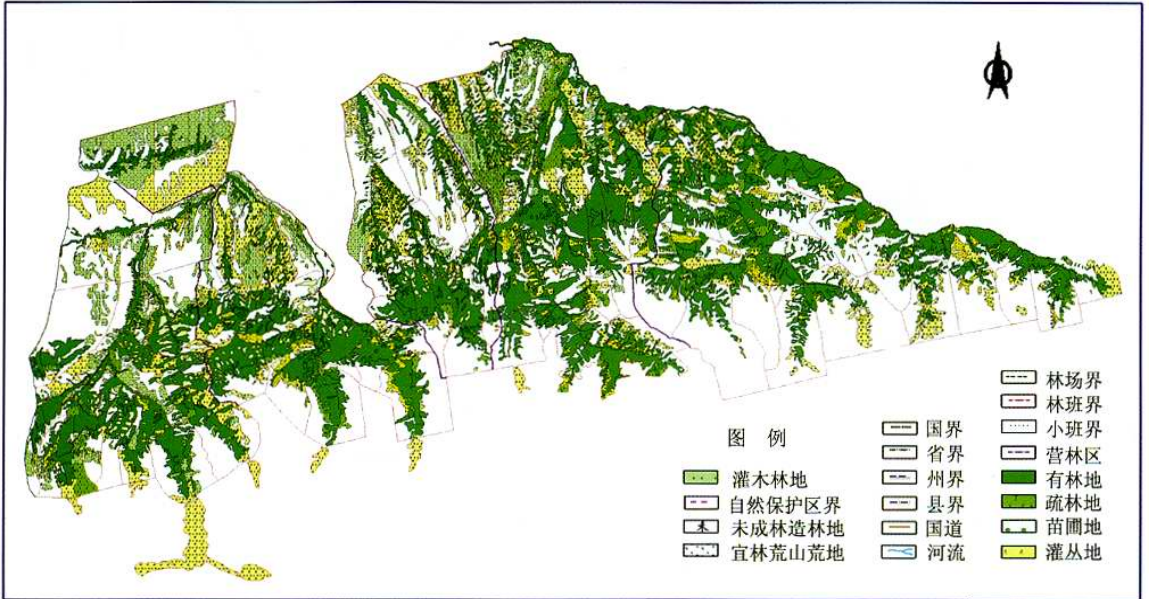 图 例
灌木林地
自然保护区界
未成林造林地
宜林荒山荒地
国界
省界
州界
县界
国道
河流
林场界
林班界
小班界
营林区
有林地
疏林地
苗圃地
灌丛地